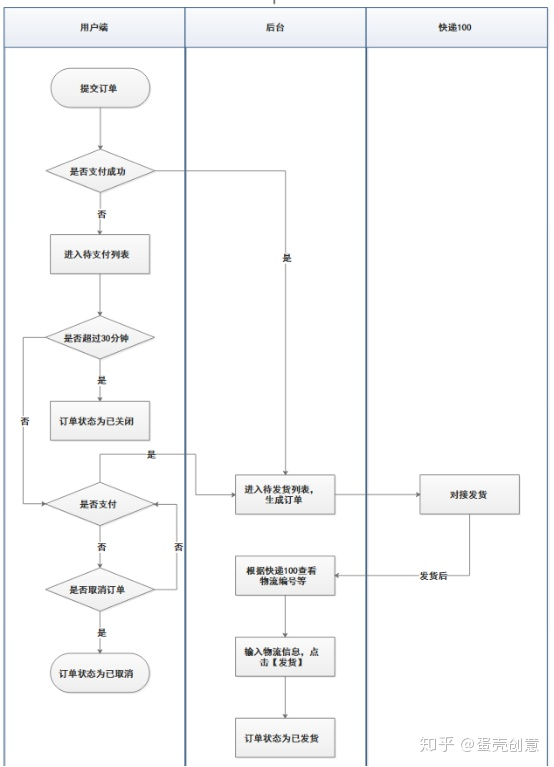 用户端
后台
快递100
提交订单
是否支付成功
否
是
进入待支付列表
是否超过30分钟
是
否
订单状态为已关闭
是
是否支付
进入待发货列表，
生成订单
对接发货
否
否
是否取消订单
根据快递100查看
物流编号等
发货后
是
订单状态为已取消
输入物流信息，点
击【发货】
订单状态为已发货
知乎 @蛋壳创意